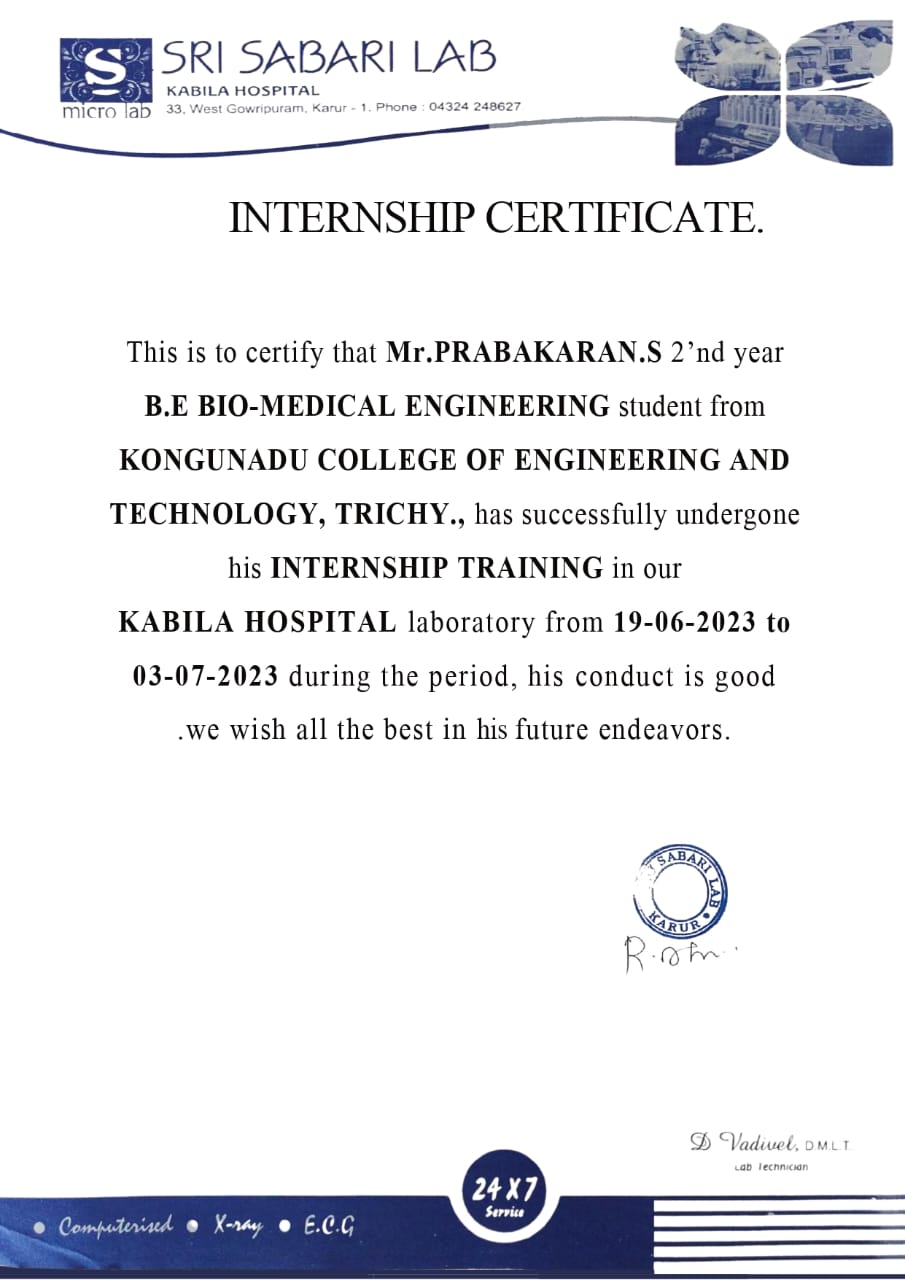 S
micro lab
SRI SABARI LAB
KABILA HOSPITAL
33, West Gowripuram, Karur - 1. Phone : 04324 248627
INTERNSHIP CERTIFICATE.
This is to certify that Mr.PRABAKARAN.S 2’nd year
B.E BIO-MEDICAL ENGINEERING student from
KONGUNADU COLLEGE OF ENGINEERING AND
TECHNOLOGY, TRICHY., has successfully undergone
his INTERNSHIP TRAINING in our
KABILA HOSPITAL laboratory from 19-06-2023 to
03-07-2023 during the period, his conduct is good
.we wish all the best in his future endeavors.
SABARI LAB
KARUR
D Vadivel, D.M.L.T.
Lab Technician
24 X 7
Service
Computerised • X-ray • E.C.G